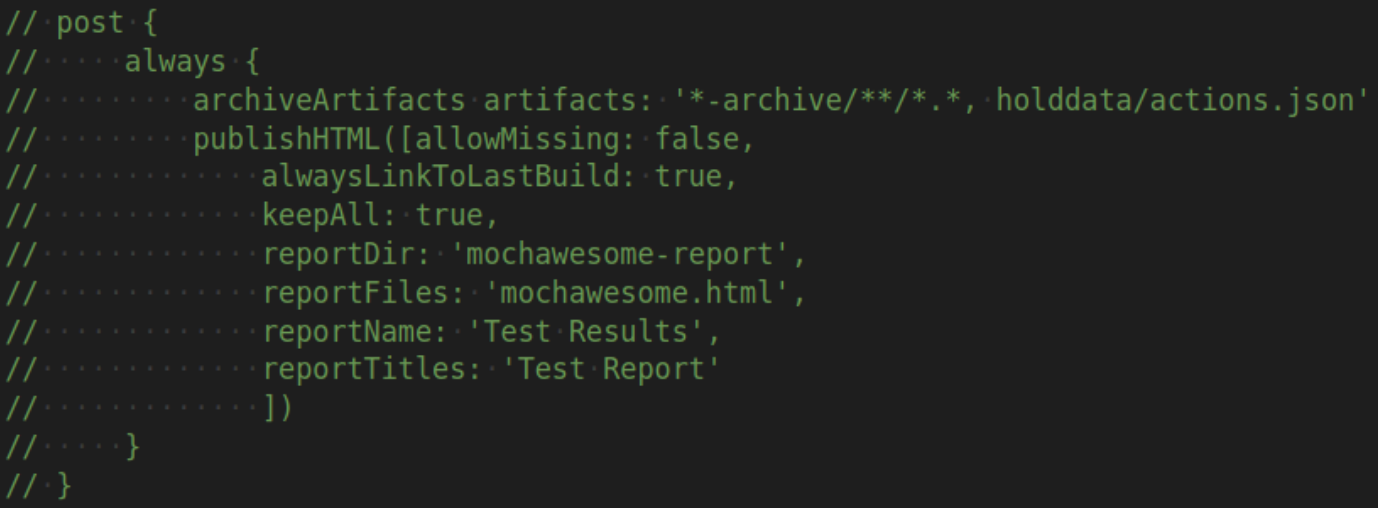 // post {
//     always {
//         archiveArtifacts artifacts: '*-archive/**/*.*, holddata/actions.json'
//         publishHTML([allowMissing: false,
//             alwaysLinkToLastBuild: true,
//             keepAll: true,
//             reportDir: 'mochawesome-report',
//             reportFiles: 'mochawesome.html',
//             reportName: 'Test Results',
//             reportTitles: 'Test Report'
//             ])
//     }
// }